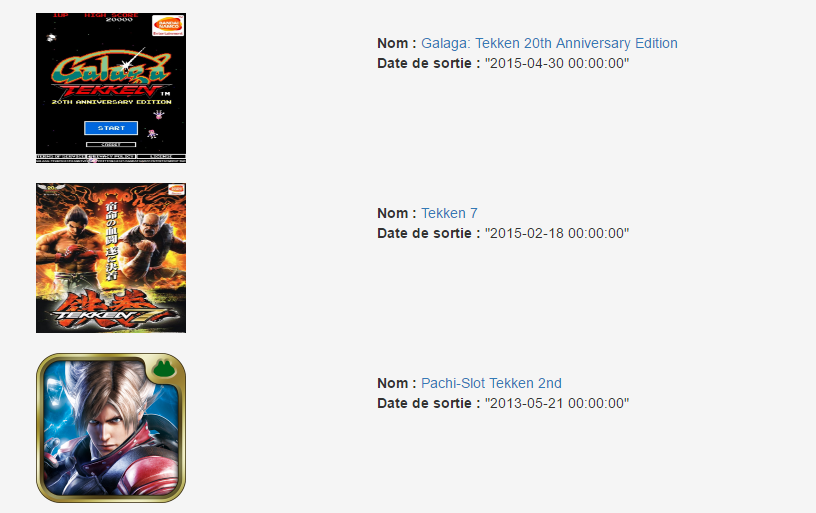 1UP HIGH SCORE
20000
BANDAI
NAMCO
Entertainment
Galaga
TEKKEN™
20TH ANNIVERSARY EDITION
START
Nom : Galaga: Tekken 20th Anniversary Edition
Date de sortie : "2015-04-30 00:00:00"
宿命の血闘、遂に決着
鉄拳
TEKKEN 7
Nom : Tekken 7
Date de sortie : "2015-02-18 00:00:00"
Nom : Pachi-Slot Tekken 2nd
Date de sortie : "2013-05-21 00:00:00"